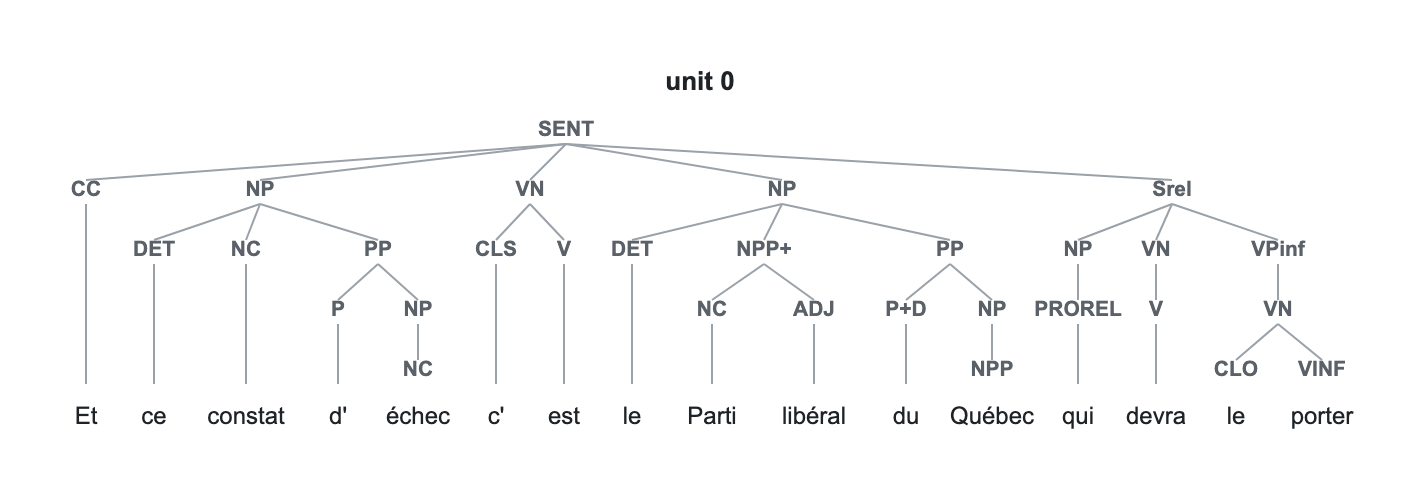 unit 0
SENT
CC NP VN NP Srel
DET NC PP CLS V DET NPP+ PP NP VN VPinf
P NP NC ADJ P+D NP PROREL V VN
NC NPP CLO VINF
Et ce constat d' échec c' est le Parti libéral du Québec qui devra le porter